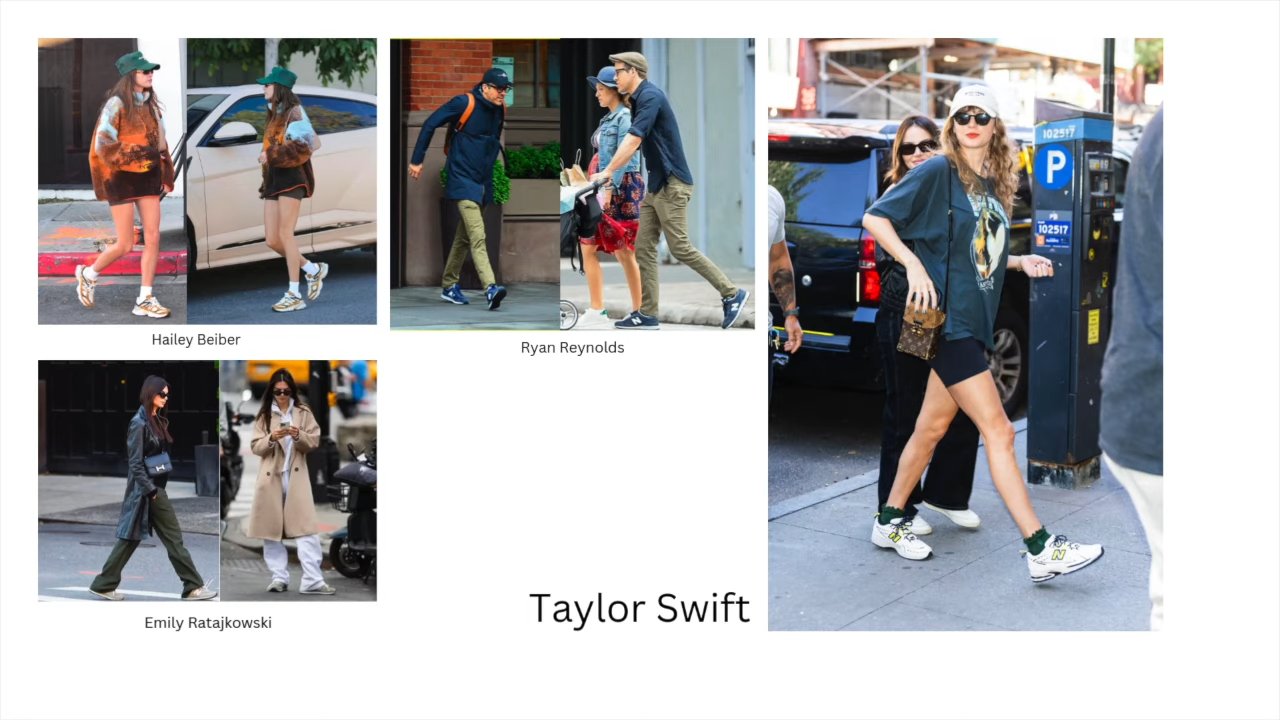 Hailey Beiber
Ryan Reynolds
Emily Ratajkowski
Taylor Swift
102517
P
102517
N
N
N